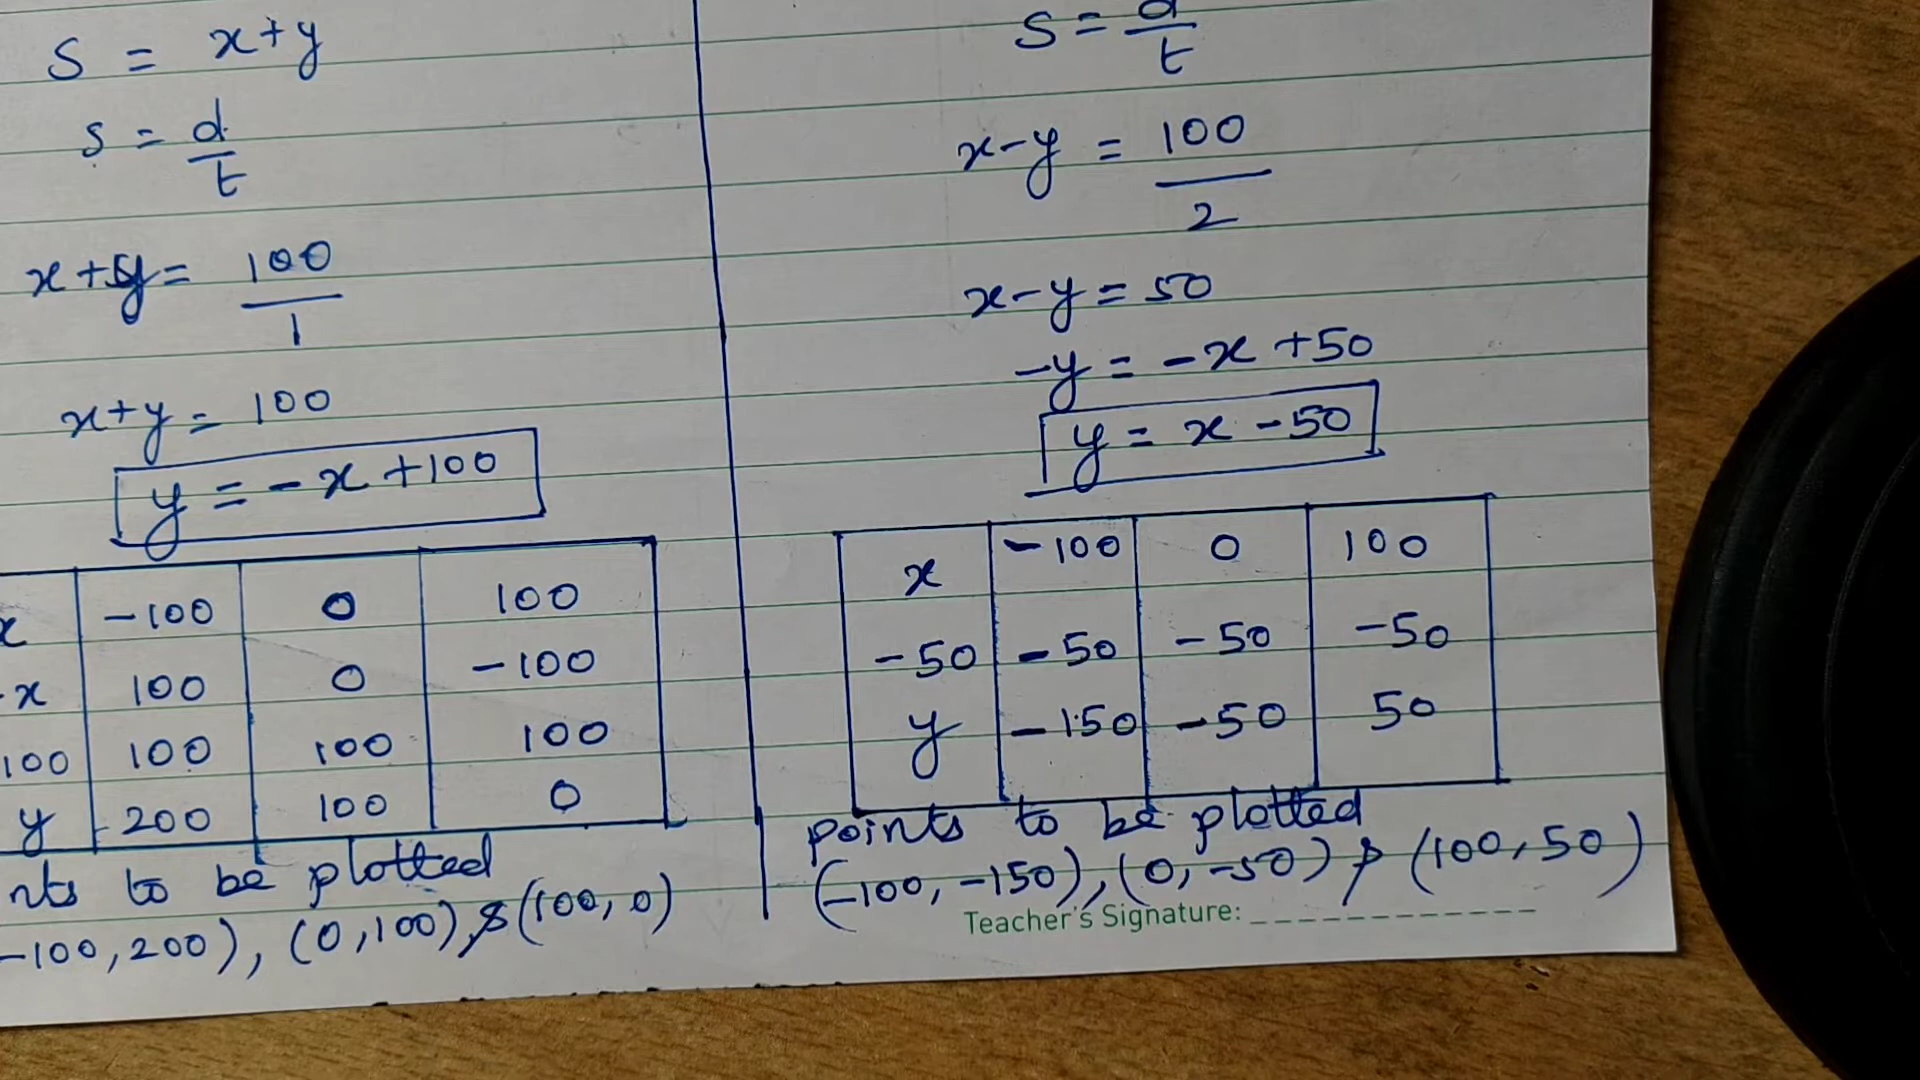 S = x+y
s = d/t
x+y = 100/1
x+y = 100
y = -x+100
x -100 0 100
-x 100 0 -100
100 100 100 100
y 200 100 0
nts to be plotted
-100,200), (0,100), & (100,0)
S = d/t
x-y = 100/2
x-y = 50
-y = -x+50
y = x-50
x -100 0 100
-50 -50 -50 -50
y -150 -50 50
points to be plotted
(-100,-150), (0,-50) & (100,50)
Teacher's Signature: